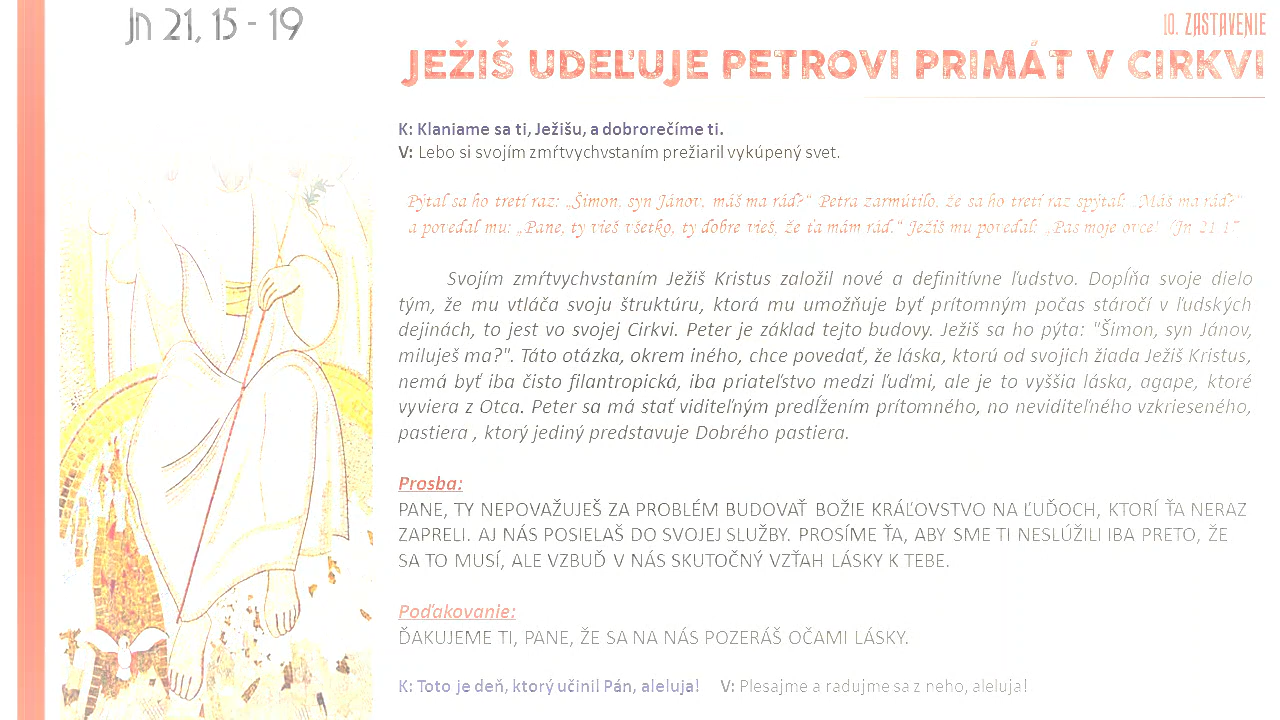 Jn 21, 15 - 19
10. ZASTAVENIE
JEŽIŠ UDEĽUJE PETROVI PRIMÁT V CIRKVI
K: Klaniame sa ti, Ježišu, a dobrorečíme ti.
V: Lebo si svojím zmŕtvychvstaním prežiaril vykúpený svet.
Pýtal sa ho tretí raz: „Šimon, syn Jánov, máš ma rád?“ Petra zarmútilo, že sa ho tretí raz spýtal: „Máš ma rád?“
a povedal mu: „Pane, ty vieš všetko, ty dobre vieš, že ťa mám rád.“ Ježiš mu povedal: „Pas moje ovce! (Jn 21,
Svojím zmŕtvychvstaním Ježiš Kristus založil nové a definitívne ľudstvo. Dopĺňa svoje dielo
tým, že mu vtláča svoju štruktúru, ktorá mu umožňuje byť prítomným počas stáročí v ľudských
dejinách, to jest vo svojej Cirkvi. Peter je základ tejto budovy. Ježiš sa ho pýta: "Šimon, syn Jánov,
miluješ ma?". Táto otázka, okrem iného, chce povedať, že láska, ktorú od svojich žiada Ježiš Kristus,
nemá byť iba čisto filantropická, iba priateľstvo medzi ľuďmi, ale je to vyššia láska, agape, ktoré
vyviera z Otca. Peter sa má stať viditeľným predĺžením prítomného, no neviditeľného vzkrieseného,
pastiera , ktorý jediný predstavuje Dobrého pastiera.
Prosba:
PANE, TY NEPOVAŽUJEŠ ZA PROBLÉM BUDOVAŤ BOŽIE KRÁĽOVSTVO NA ĽUĎOCH, KTORÍ ŤA NERAZ
ZAPRELI. AJ NÁS POSIELAŠ DO SVOJEJ SLUŽBY. PROSÍME ŤA, ABY SME TI NESLÚŽILI IBA PRETO, ŽE
SA TO MUSÍ, ALE VZBUĎ V NÁS SKUTOČNÝ VZŤAH LÁSKY K TEBE.
Poďakovanie:
ĎAKUJEME TI, PANE, ŽE SA NA NÁS POZERÁŠ OČAMI LÁSKY.
K: Toto je deň, ktorý učinil Pán, aleluja! V: Plesajme a radujme sa z neho, aleluja!